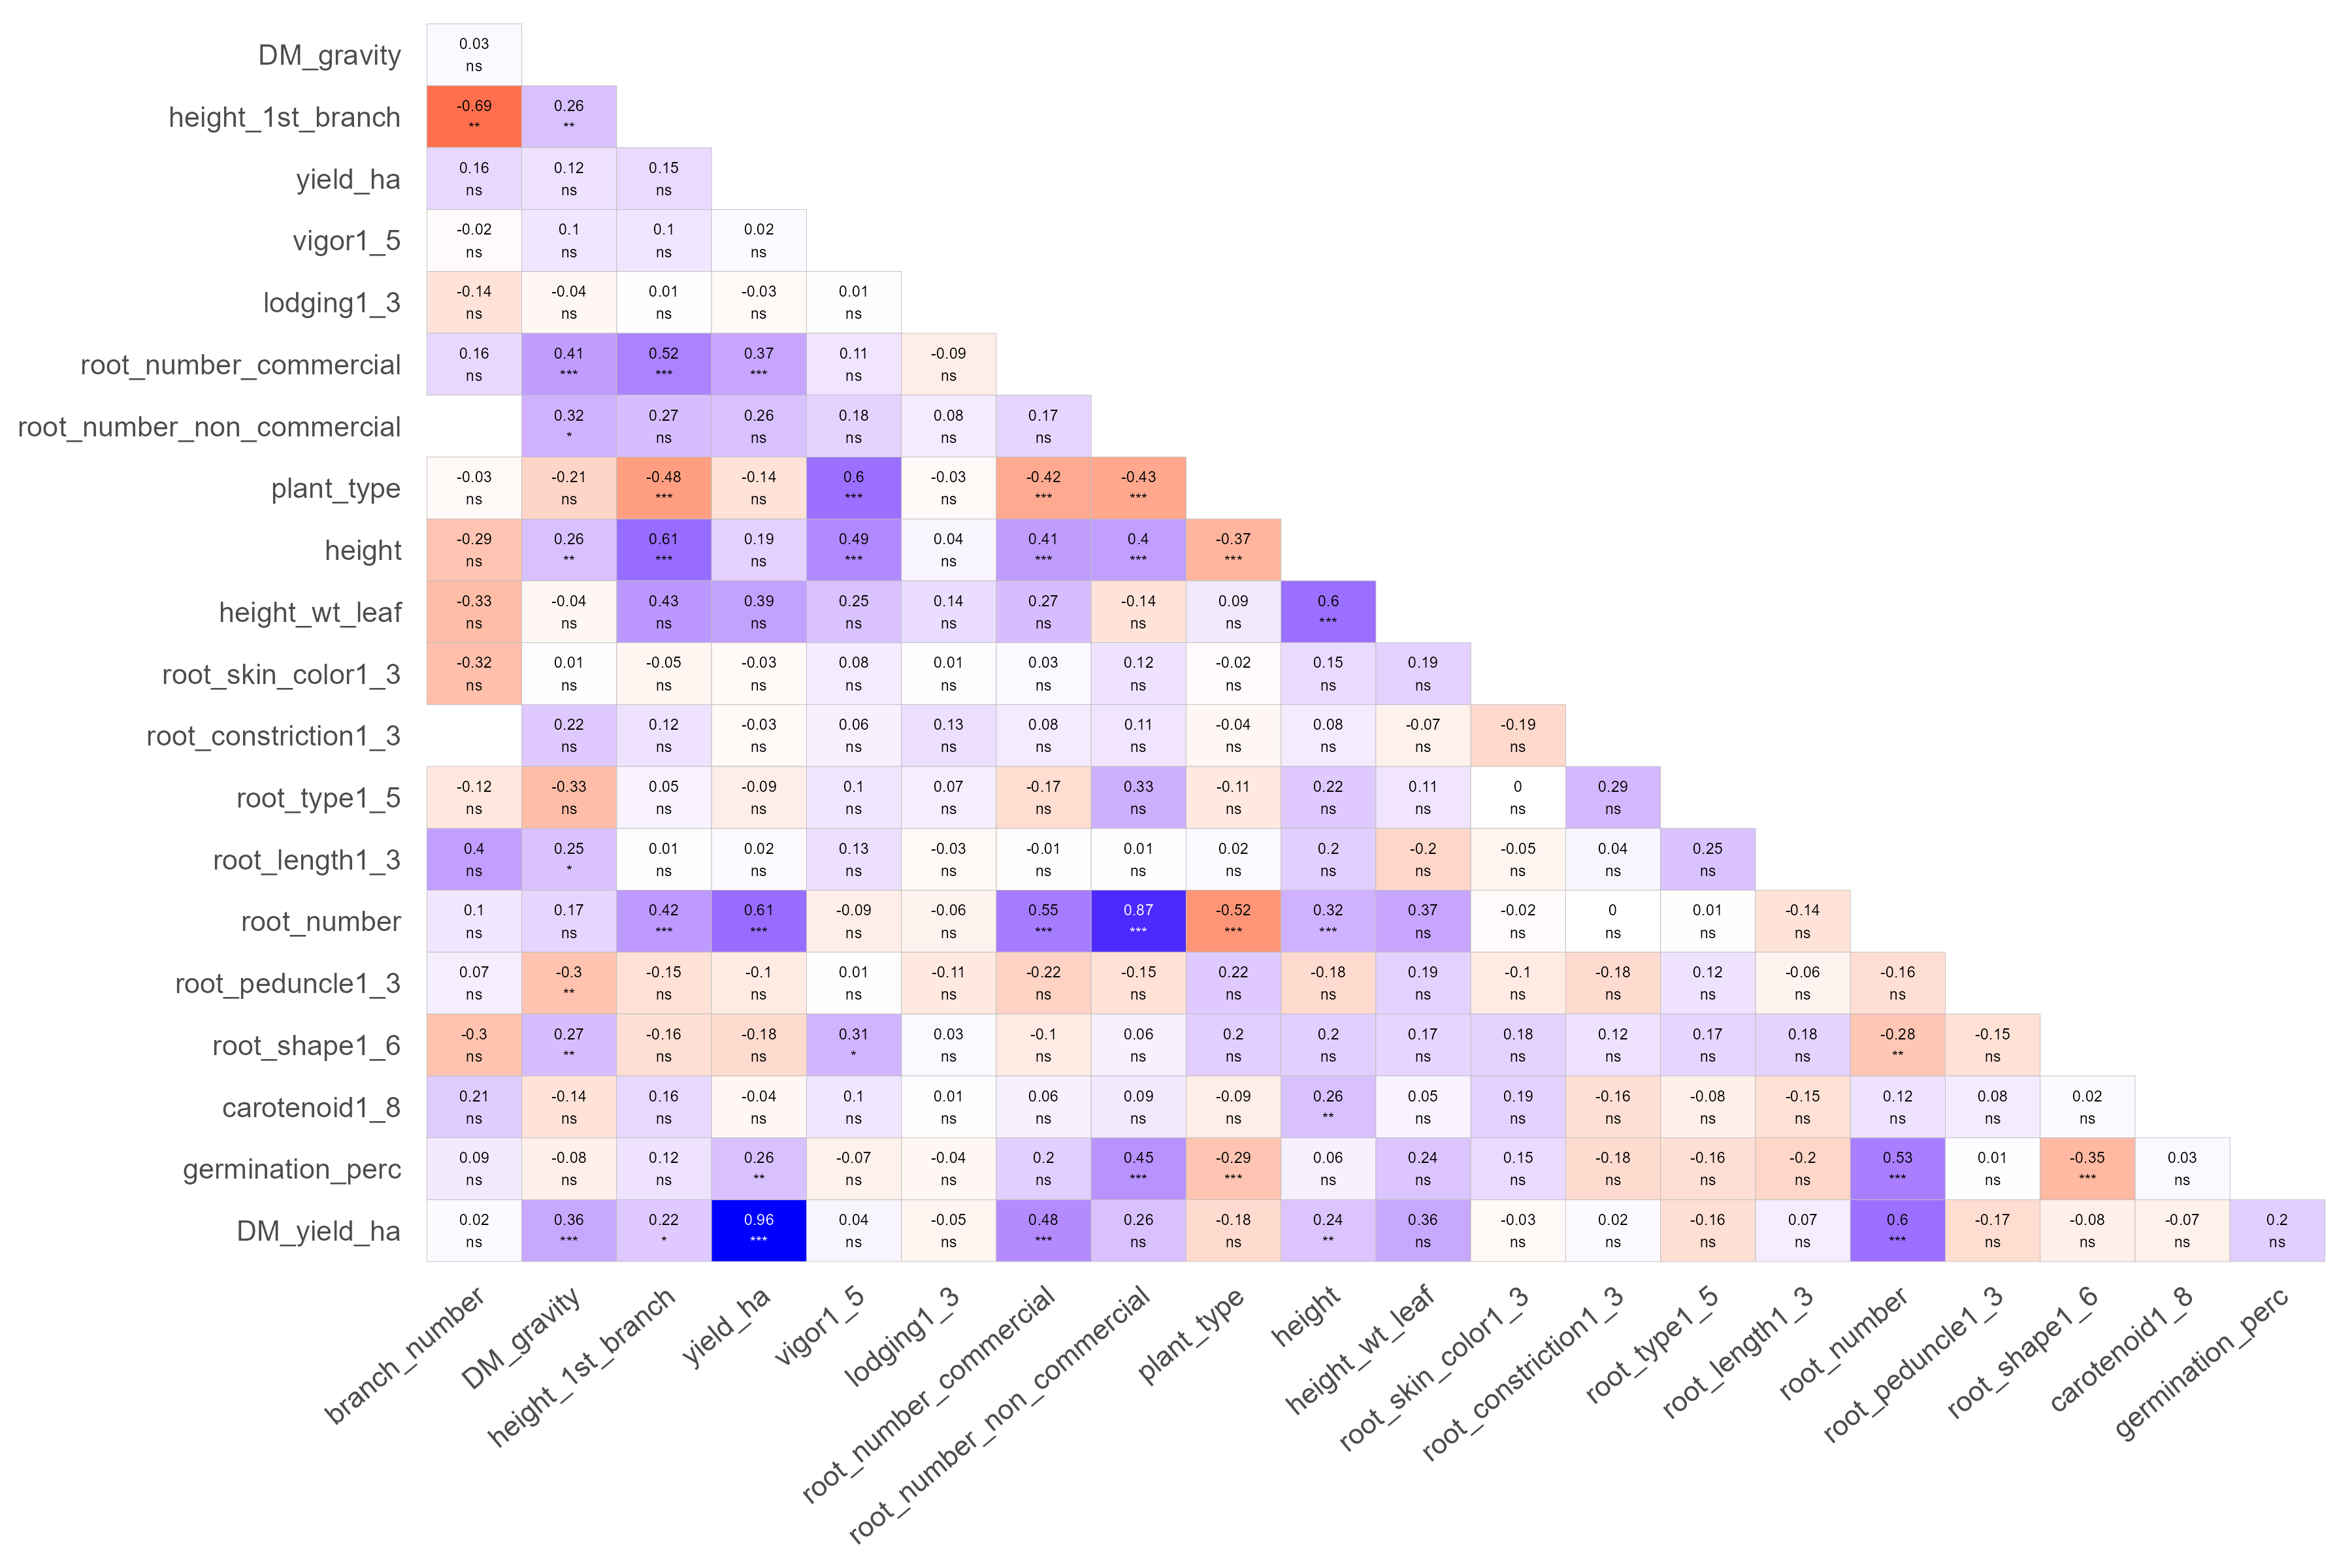 0.03
DM_gravity
ns
-0.69 0.26
height_1st_branch
** **
0.16 0.12 0.15
yield_ha
ns ns ns
-0.02 0.1 0.1 0.02
vigor1_5
ns ns ns ns
-0.14 -0.04 0.01 -0.03 0.01
lodging1_3
ns ns ns ns ns
0.16 0.41 0.52 0.37 0.11 -0.09
root_number_commercial
ns *** *** *** ns ns
0.32 0.27 0.26 0.18 0.08 0.17
root_number_non_commercial
* ns ns ns ns ns
-0.03 -0.21 -0.48 -0.14 0.6 -0.03 -0.42 -0.43
plant_type
ns ns *** ns *** ns *** ***
-0.29 0.26 0.61 0.19 0.49 0.04 0.41 0.4 -0.37
height
ns ** *** ns *** ns *** *** ***
-0.33 -0.04 0.43 0.39 0.25 0.14 0.27 -0.14 0.09 0.6
height_wt_leaf
ns ns ns ns ns ns ns ns ns ***
-0.32 0.01 -0.05 -0.03 0.08 0.01 0.03 0.12 -0.02 0.15 0.19
root_skin_color1_3
ns ns ns ns ns ns ns ns ns ns ns
0.22 0.12 -0.03 0.06 0.13 0.08 0.11 -0.04 0.08 -0.07 -0.19
root_constriction1_3
ns ns ns ns ns ns ns ns ns ns ns
-0.12 -0.33 0.05 -0.09 0.1 0.07 -0.17 0.33 -0.11 0.22 0.11 0 0.29
root_type1_5
ns ns ns ns ns ns ns ns ns ns ns ns ns
0.4 0.25 0.01 0.02 0.13 -0.03 -0.01 0.01 0.02 0.2 -0.2 -0.05 0.04 0.25
root_length1_3
ns * ns ns ns ns ns ns ns ns ns ns ns ns
0.1 0.17 0.42 0.61 -0.09 -0.06 0.55 0.87 -0.52 0.32 0.37 -0.02 0 0.01 -0.14
root_number
ns ns *** *** ns ns *** *** *** *** ns ns ns ns ns
0.07 -0.3 -0.15 -0.1 0.01 -0.11 -0.22 -0.15 0.22 -0.18 0.19 -0.1 -0.18 0.12 -0.06 -0.16
root_peduncle1_3
ns ** ns ns ns ns ns ns ns ns ns ns ns ns ns ns
-0.3 0.27 -0.16 -0.18 0.31 0.03 -0.1 0.06 0.2 0.2 0.17 0.18 0.12 0.17 0.18 -0.28 -0.15
root_shape1_6
ns ** ns ns * ns ns ns ns ns ns ns ns ns ns ** ns
0.21 -0.14 0.16 -0.04 0.1 0.01 0.06 0.09 -0.09 0.26 0.05 0.19 -0.16 -0.08 -0.15 0.12 0.08 0.02
carotenoid1_8
ns ns ns ns ns ns ns ns ns ** ns ns ns ns ns ns ns ns
0.09 -0.08 0.12 0.26 -0.07 -0.04 0.2 0.45 -0.29 0.06 0.24 0.15 -0.18 -0.16 -0.2 0.53 0.01 -0.35 0.03
germination_perc
ns ns ns ** ns ns ns *** *** ns ns ns ns ns ns *** ns *** ns
0.02 0.36 0.22 0.96 0.04 -0.05 0.48 0.26 -0.18 0.24 0.36 -0.03 0.02 -0.16 0.07 0.6 -0.17 -0.08 -0.07 0.2
DM_yield_ha
ns *** * *** ns ns *** ns ns ** ns ns ns ns ns *** ns ns ns ns
branch_number
DM_gravity
height_1st_branch
yield_ha
vigor1_5
lodging1_3
root_number_commercial
root_number_non_commercial
plant_type
height
height_wt_leaf
root_skin_color1_3
root_constriction1_3
root_type1_5
root_length1_3
root_number
root_peduncle1_3
root_shape1_6
carotenoid1_8
germination_perc